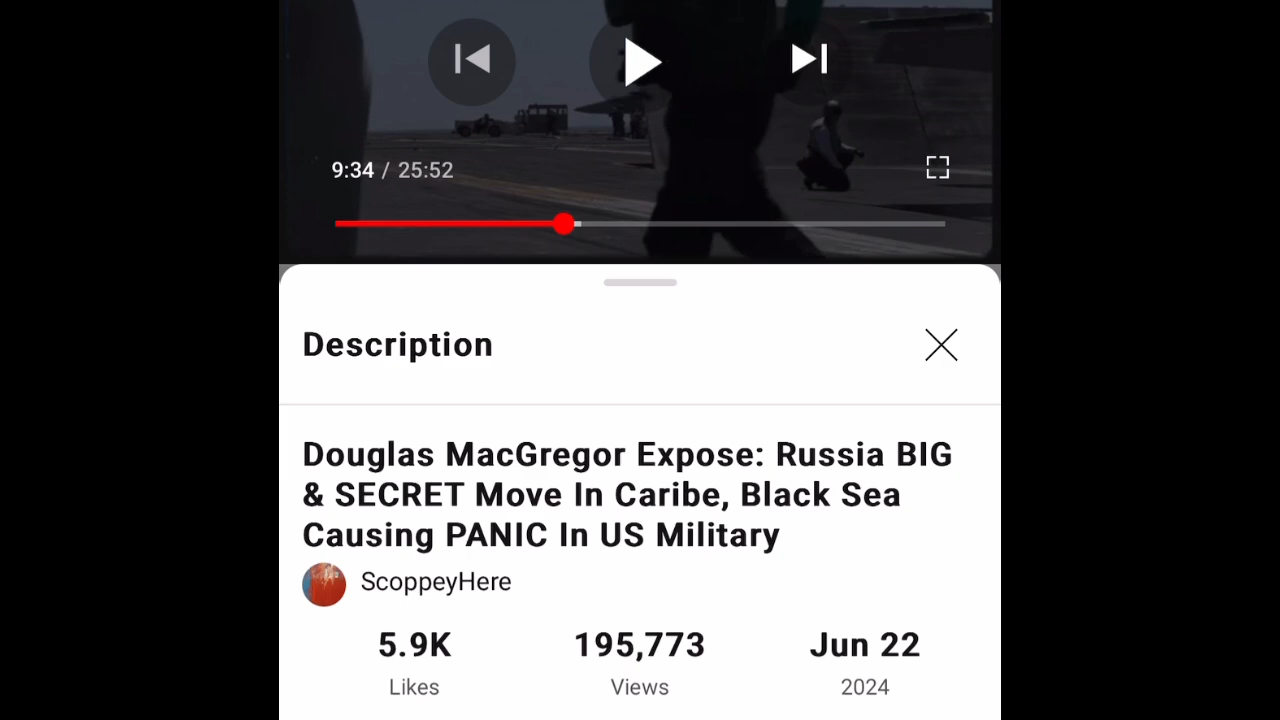 9:34 / 25:52
Description
Douglas MacGregor Expose: Russia BIG
& SECRET Move In Caribe, Black Sea
Causing PANIC In US Military
ScoppeyHere
5.9K 195,773 Jun 22
Likes Views 2024